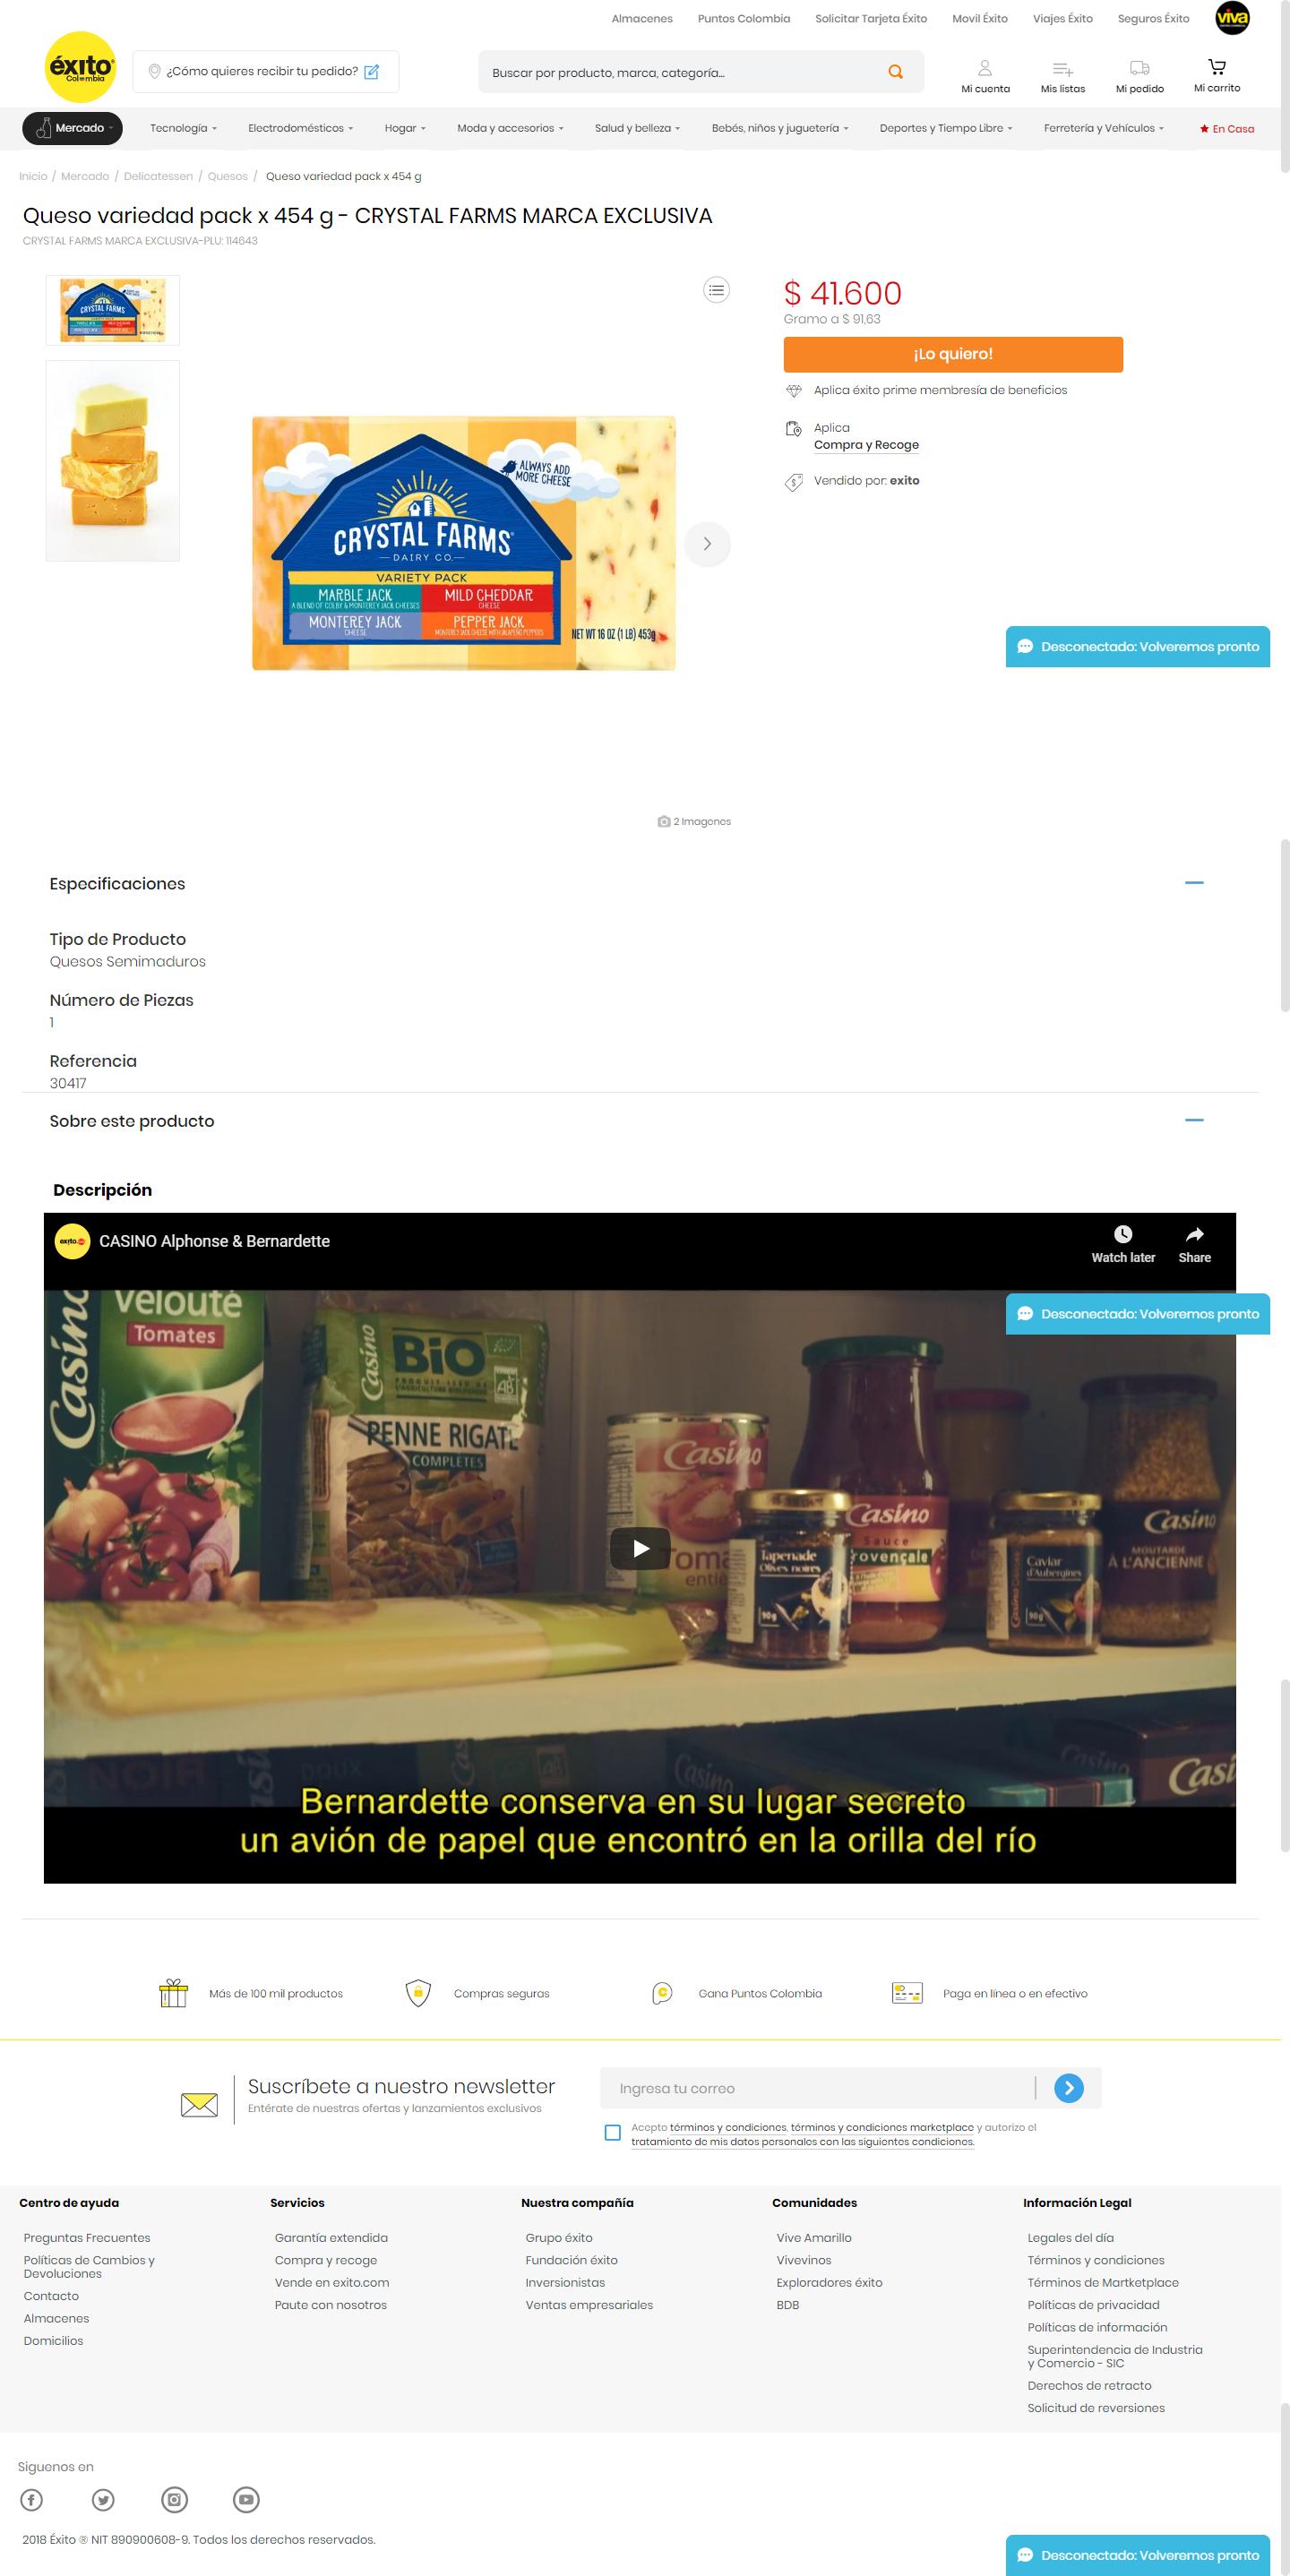 Almacenes Puntos Colombia Solicitar Tarjeta Éxito Movil Éxito Viajes Éxito Seguros Éxito viva
éxito
Colombia
¿Cómo quieres recibir tu pedido?
Buscar por producto, marca, categoría...
Mi cuenta Mis listas Mi pedido Mi carrito
Mercado Tecnología Electrodomésticos Hogar Moda y accesorios Salud y belleza Bebés, niños y juguetería Deportes y Tiempo Libre Ferretería y Vehículos En Casa
Inicio / Mercado / Delicatessen / Quesos / Queso variedad pack x 454 g
Queso variedad pack x 454 g - CRYSTAL FARMS MARCA EXCLUSIVA
CRYSTAL FARMS MARCA EXCLUSIVA-PLU: 114643
CRYSTAL FARMS
ALWAYS ADD
MORE CHEESE
CRYSTAL FARMS
DAIRY CO.
VARIETY PACK
MARBLE JACK
A BLEND OF COLBY & MONTEREY JACK CHEESES
MILD CHEDDAR
CHEESE
MONTEREY JACK
CHEESE
PEPPER JACK
MONTEREY JACK CHEESE WITH JALAPEÑO PEPPERS
NET WT 16 OZ (1 LB) 453g
$ 41.600
Gramo a $ 91,63
¡Lo quiero!
Aplica éxito prime membresía de beneficios
Aplica
Compra y Recoge
Vendido por: exito
Desconectado: Volveremos pronto
2 Imagenes
Especificaciones
Tipo de Producto
Quesos Semimaduros
Número de Piezas
1
Referencia
30417
Sobre este producto
Descripción
CASINO Alphonse & Bernardette
Watch later Share
Desconectado: Volveremos pronto
Casino
Velouté
Tomates
Casino
BIO
PENNE RIGATE
COMPLÈTES
Casino
Toma
entiè
Tapenade
Olives noires
90g
Casino
Sauce
Provençale
Caviar
d'Aubergines
90g
Casino
MOUTARDE
À L'ANCIENNE
NOIR
Casino
Casi
Bernardette conserva en su lugar secreto
un avión de papel que encontró en la orilla del río
Más de 100 mil productos
Compras seguras
Gana Puntos Colombia
Paga en línea o en efectivo
Suscríbete a nuestro newsletter
Entérate de nuestras ofertas y lanzamientos exclusivos
Ingresa tu correo
Acepto términos y condiciones, términos y condiciones marketplace y autorizo el
tratamiento de mis datos personales con las siguientes condiciones.
Centro de ayuda
Preguntas Frecuentes
Políticas de Cambios y
Devoluciones
Contacto
Almacenes
Domicilios
Servicios
Garantía extendida
Compra y recoge
Vende en exito.com
Paute con nosotros
Nuestra compañía
Grupo éxito
Fundación éxito
Inversionistas
Ventas empresariales
Comunidades
Vive Amarillo
Vivevinos
Exploradores éxito
BDB
Información Legal
Legales del día
Términos y condiciones
Términos de Martketplace
Políticas de privacidad
Políticas de información
Superintendencia de Industria
y Comercio - SIC
Derechos de retracto
Solicitud de reversiones
Siguenos en
2018 Éxito ® NIT 890900608-9. Todos los derechos reservados.
Desconectado: Volveremos pronto